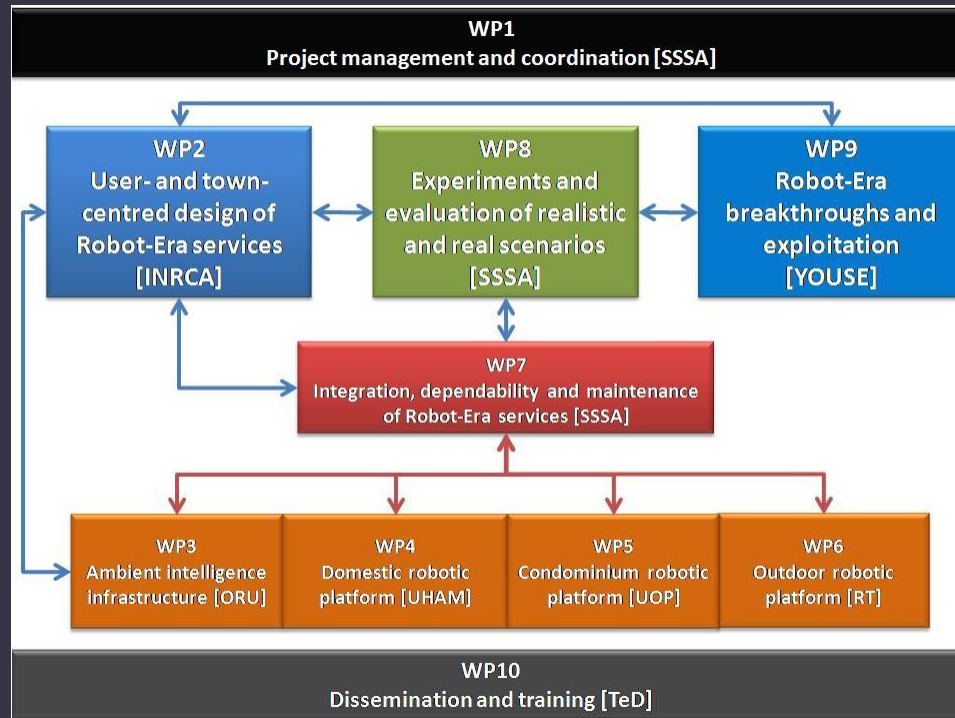 WP1
Project management and coordination [SSSA]
WP2
User- and town-
centred design of
Robot-Era services
[INRCA]
WP8
Experiments and
evaluation of realistic
and real scenarios
[SSSA]
WP9
Robot-Era
breakthroughs and
exploitation
[YOUSE]
WP7
Integration, dependability and maintenance
of Robot-Era services [SSSA]
WP3
Ambient intelligence
infrastructure [ORU]
WP4
Domestic robotic
platform [UHAM]
WP5
Condominium robotic
platform [UOP]
WP6
Outdoor robotic
platform [RT]
WP10
Dissemination and training [TeD]